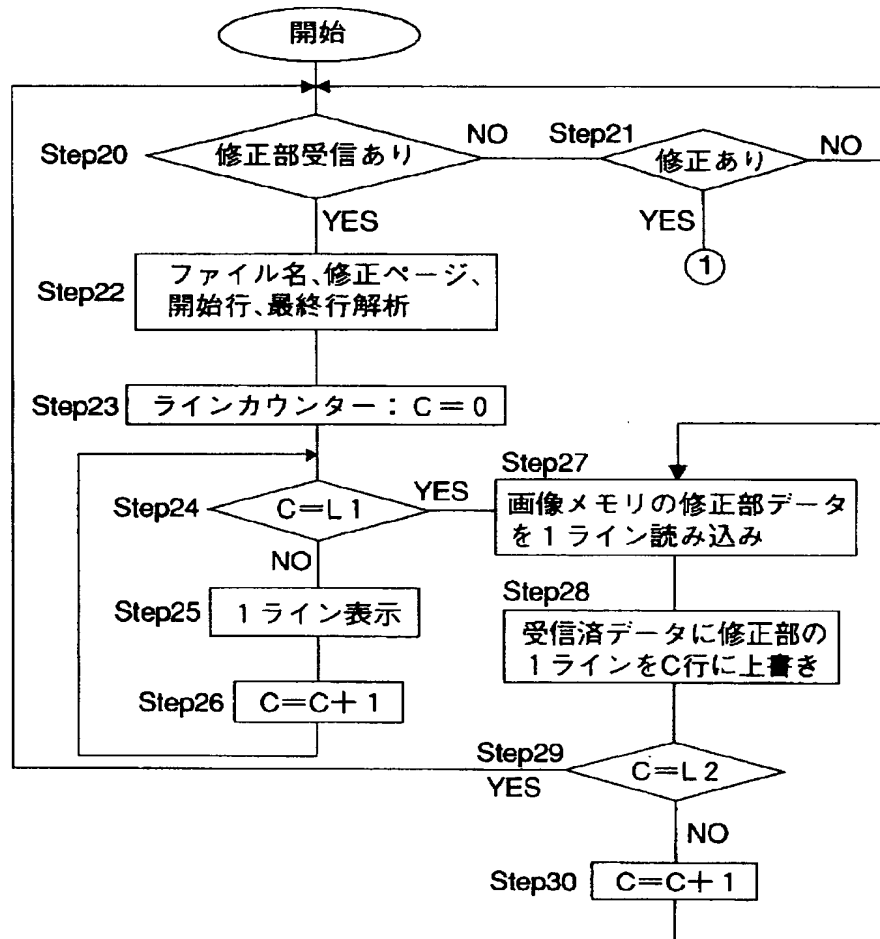 開始
Step20
修正部受信あり
NO
Step21
修正あり
NO
YES
YES
1
Step22
ファイル名、修正ページ、
開始行、最終行解析
Step23
ラインカウンター:C=0
Step24
C=L1
YES
NO
Step27
画像メモリの修正部データ
を1ライン読み込み
Step25
1ライン表示
Step28
受信済データに修正部の
1ラインをC行に上書き
Step26
C=C+1
Step29
YES
C=L2
NO
Step30
C=C+1